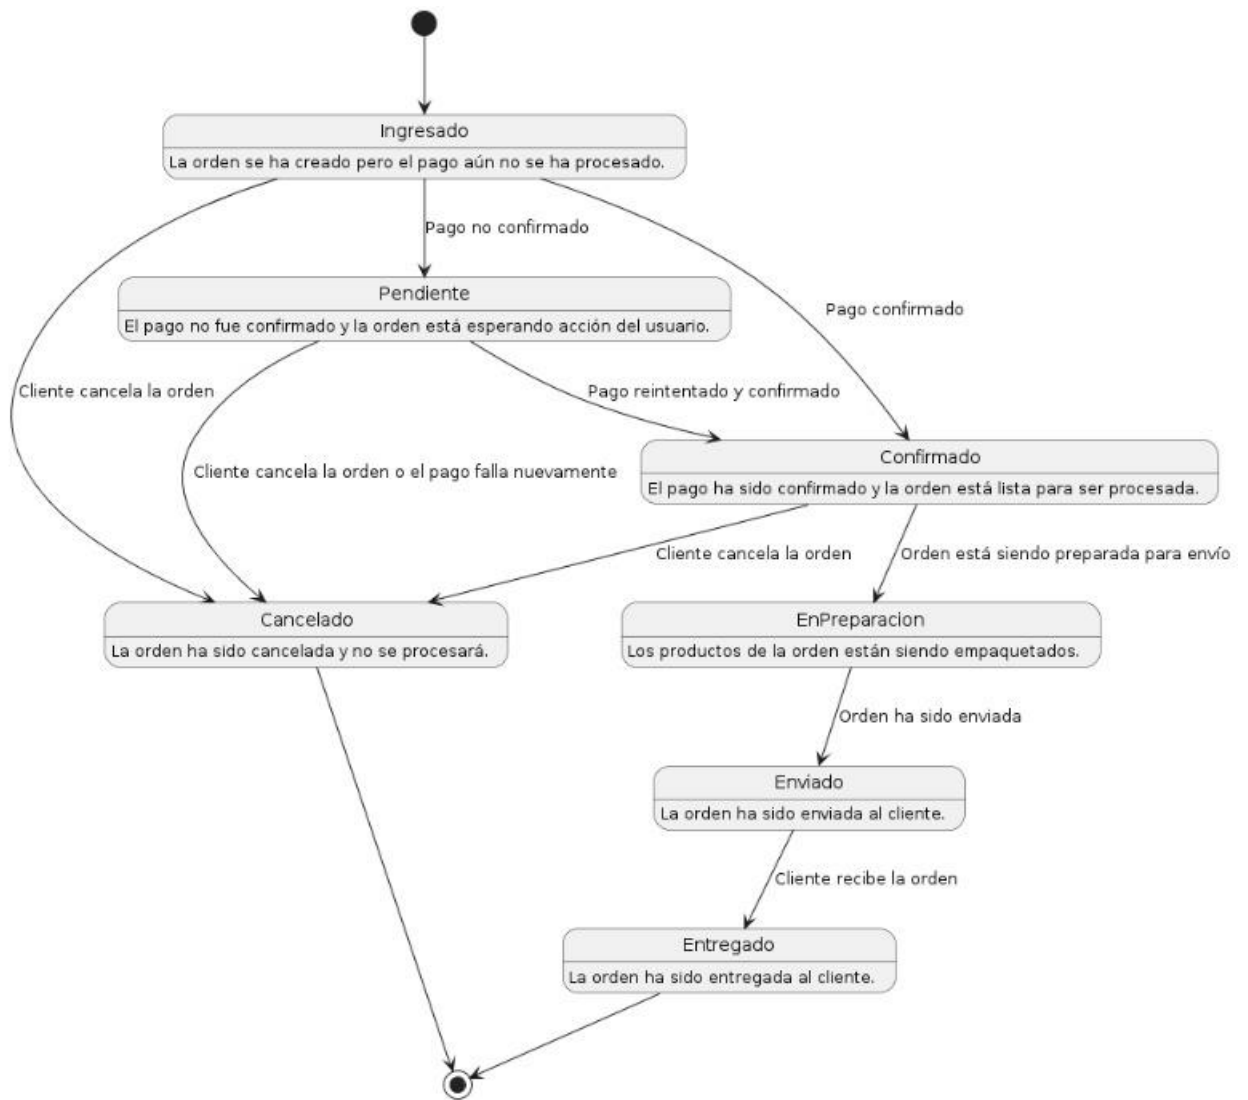 Ingresado
La orden se ha creado pero el pago aún no se ha procesado.
Pago no confirmado
Pendiente
El pago no fue confirmado y la orden está esperando acción del usuario.
Pago confirmado
Cliente cancela la orden
Pago reintentado y confirmado
Cliente cancela la orden o el pago falla nuevamente
Confirmado
El pago ha sido confirmado y la orden está lista para ser procesada.
Cliente cancela la orden
Orden está siendo preparada para envío
Cancelado
La orden ha sido cancelada y no se procesará.
EnPreparacion
Los productos de la orden están siendo empaquetados.
Orden ha sido enviada
Enviado
La orden ha sido enviada al cliente.
Cliente recibe la orden
Entregado
La orden ha sido entregada al cliente.